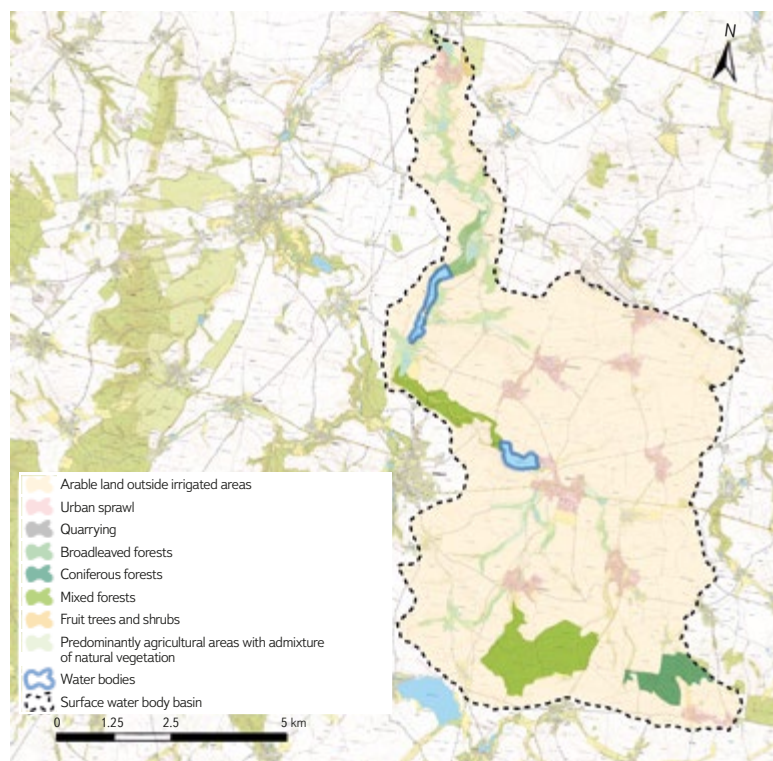 N
Arable land outside irrigated areas
Urban sprawl
Quarrying
Broadleaved forests
Coniferous forests
Mixed forests
Fruit trees and shrubs
Predominantly agricultural areas with admixture
of natural vegetation
Water bodies
Surface water body basin
0 1.25 2.5 5 km